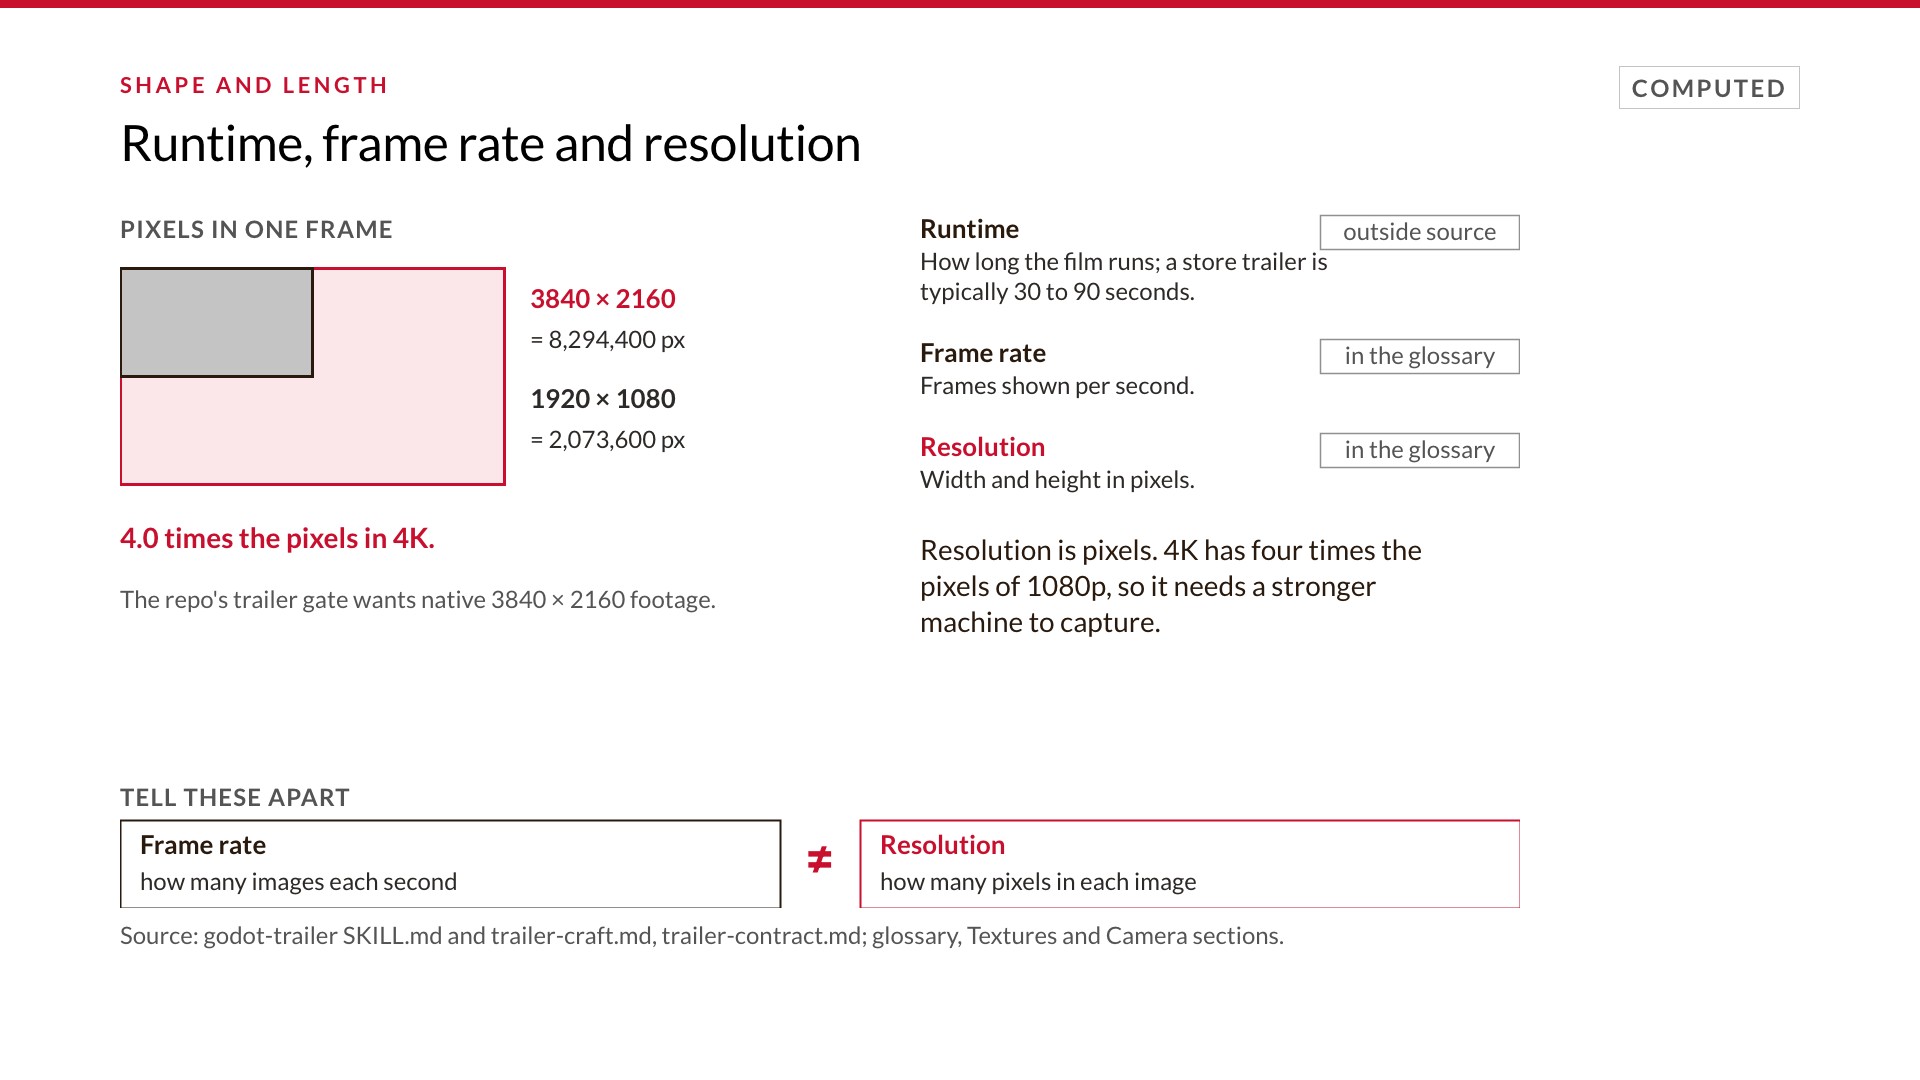 SHAPE AND LENGTH
COMPUTED
Runtime, frame rate and resolution
PIXELS IN ONE FRAME
3840 × 2160
= 8,294,400 px
1920 × 1080
= 2,073,600 px
4.0 times the pixels in 4K.
The repo's trailer gate wants native 3840 × 2160 footage.
Runtime
outside source
How long the film runs; a store trailer is
typically 30 to 90 seconds.
Frame rate
in the glossary
Frames shown per second.
Resolution
in the glossary
Width and height in pixels.
Resolution is pixels. 4K has four times the
pixels of 1080p, so it needs a stronger
machine to capture.
TELL THESE APART
Frame rate
how many images each second
≠
Resolution
how many pixels in each image
Source: godot-trailer SKILL.md and trailer-craft.md, trailer-contract.md; glossary, Textures and Camera sections.